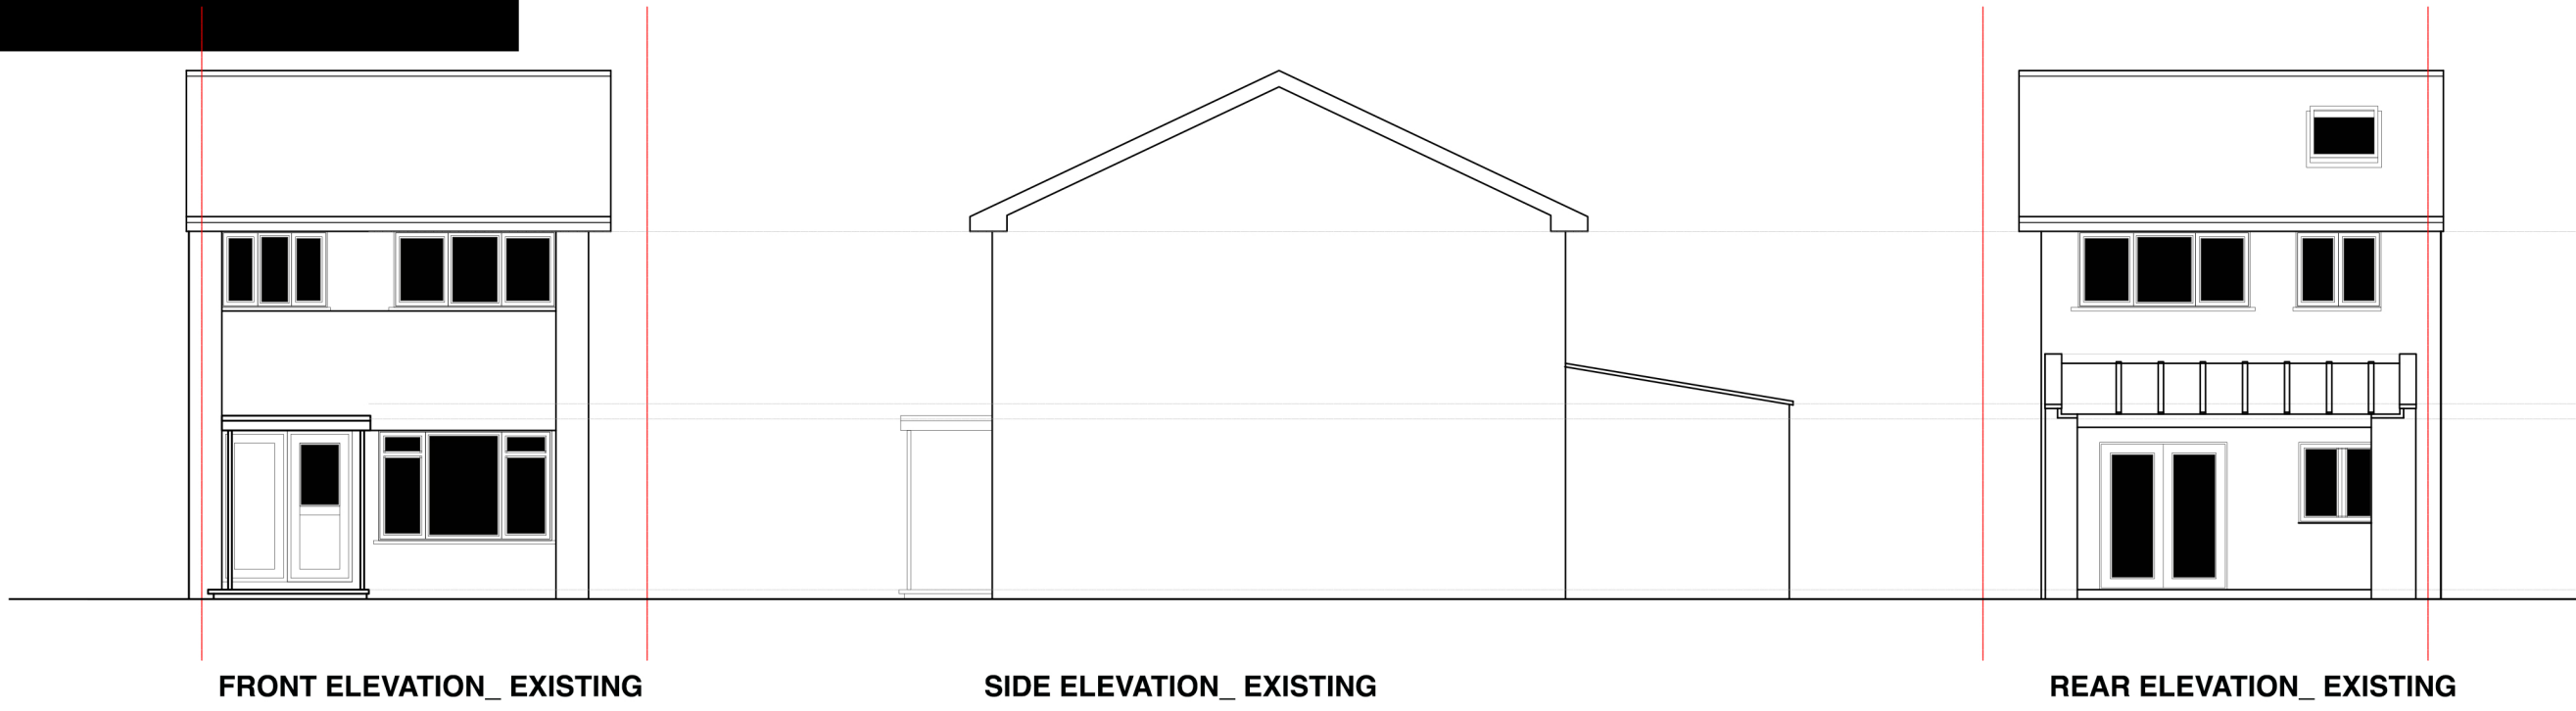 FRONT ELEVATION_ EXISTING
SIDE ELEVATION_ EXISTING
REAR ELEVATION_ EXISTING